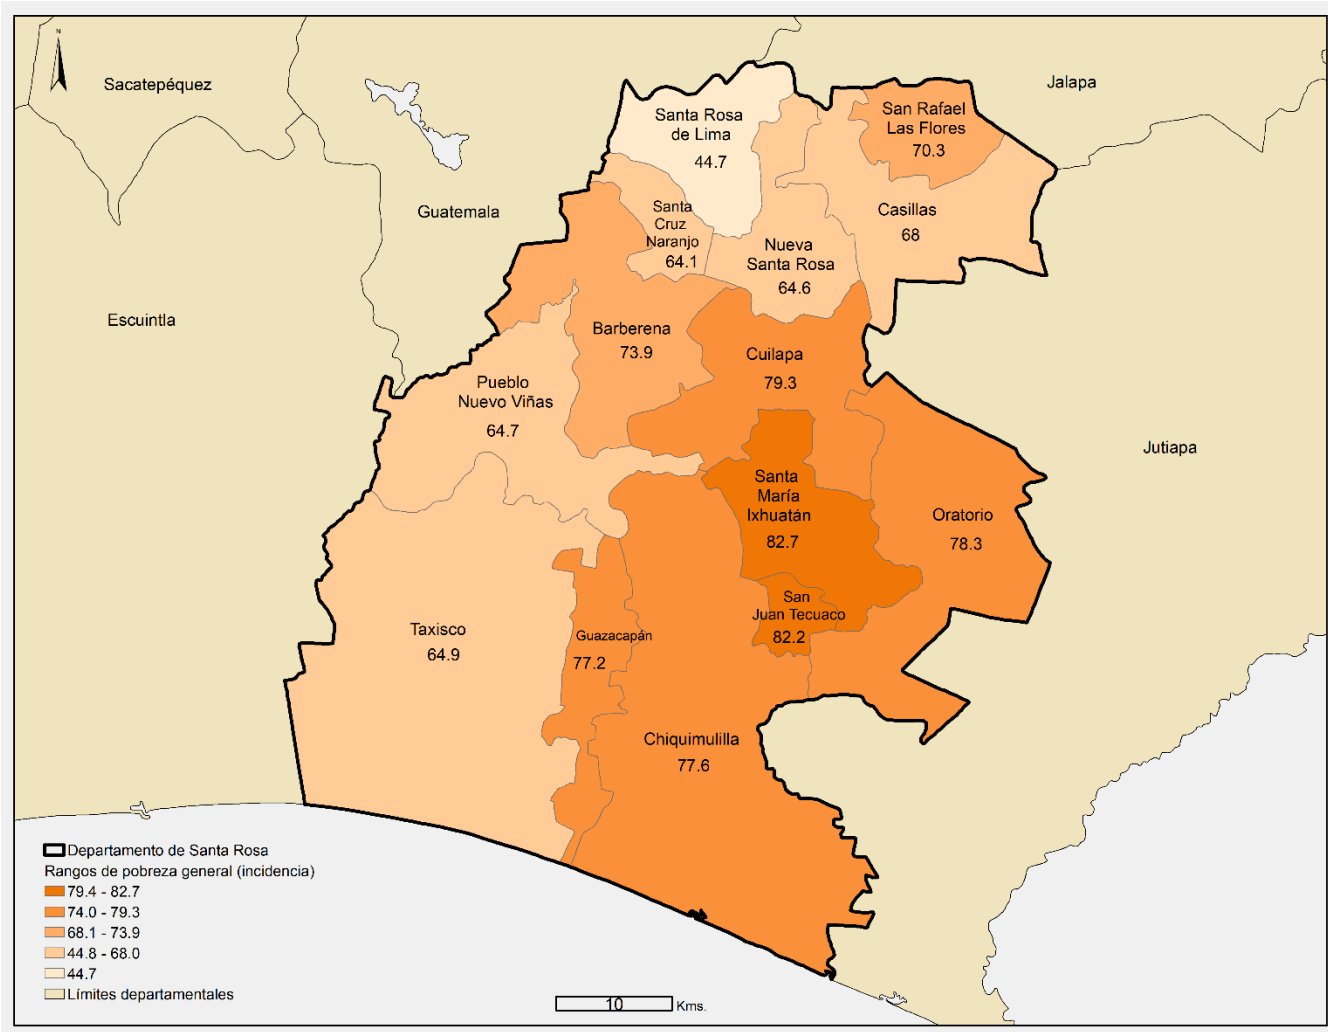 N
Sacatepéquez
Jalapa
Santa Rosa
de Lima
44.7
San Rafael
Las Flores
70.3
Guatemala
Santa
Cruz
Naranjo
64.1
Casillas
68
Nueva
Santa Rosa
64.6
Escuintla
Barberena
73.9
Cuilapa
79.3
Pueblo
Nuevo Viñas
64.7
Jutiapa
Santa
María
Ixhuatán
82.7
Oratorio
78.3
San
Juan Tecuaco
82.2
Taxisco
64.9
Guazacapán
77.2
Chiquimulilla
77.6
Departamento de Santa Rosa
Rangos de pobreza general (incidencia)
79.4 - 82.7
74.0 - 79.3
68.1 - 73.9
44.8 - 68.0
44.7
Límites departamentales
10 Kms.